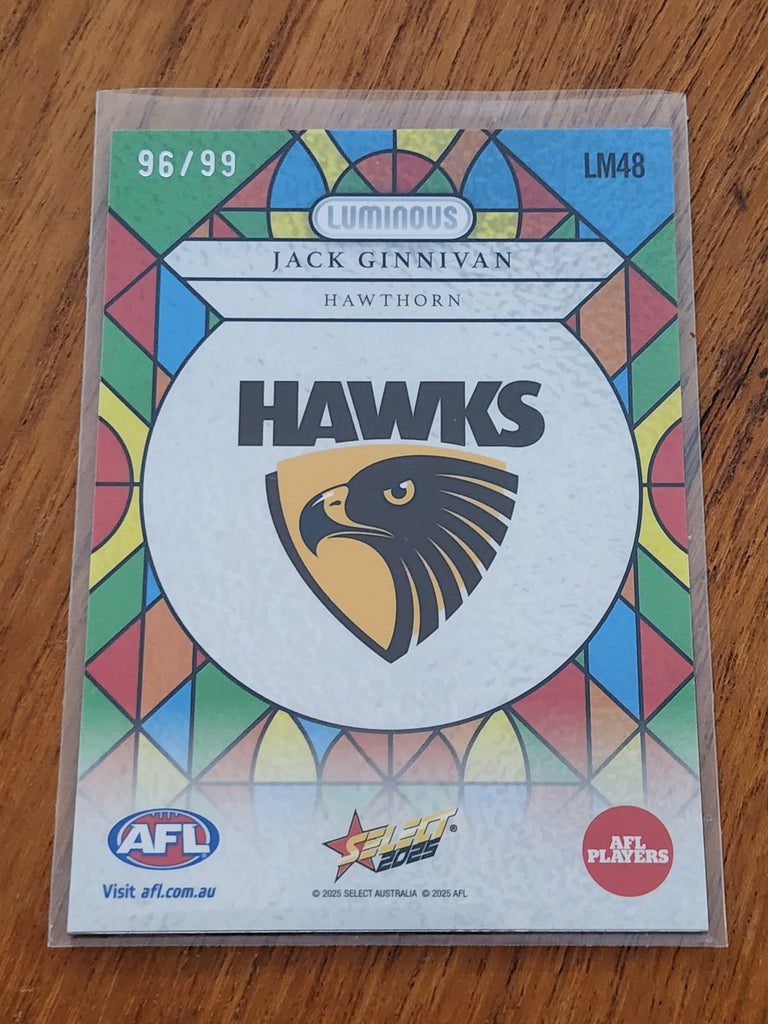 96/99
LM48
LUMINOUS
JACK GINNIVAN
HAWTHORN
HAWKS
AFL
Visit afl.com.au
SELECT®
2025
© 2025 SELECT AUSTRALIA © 2025 AFL
AFL
PLAYERS